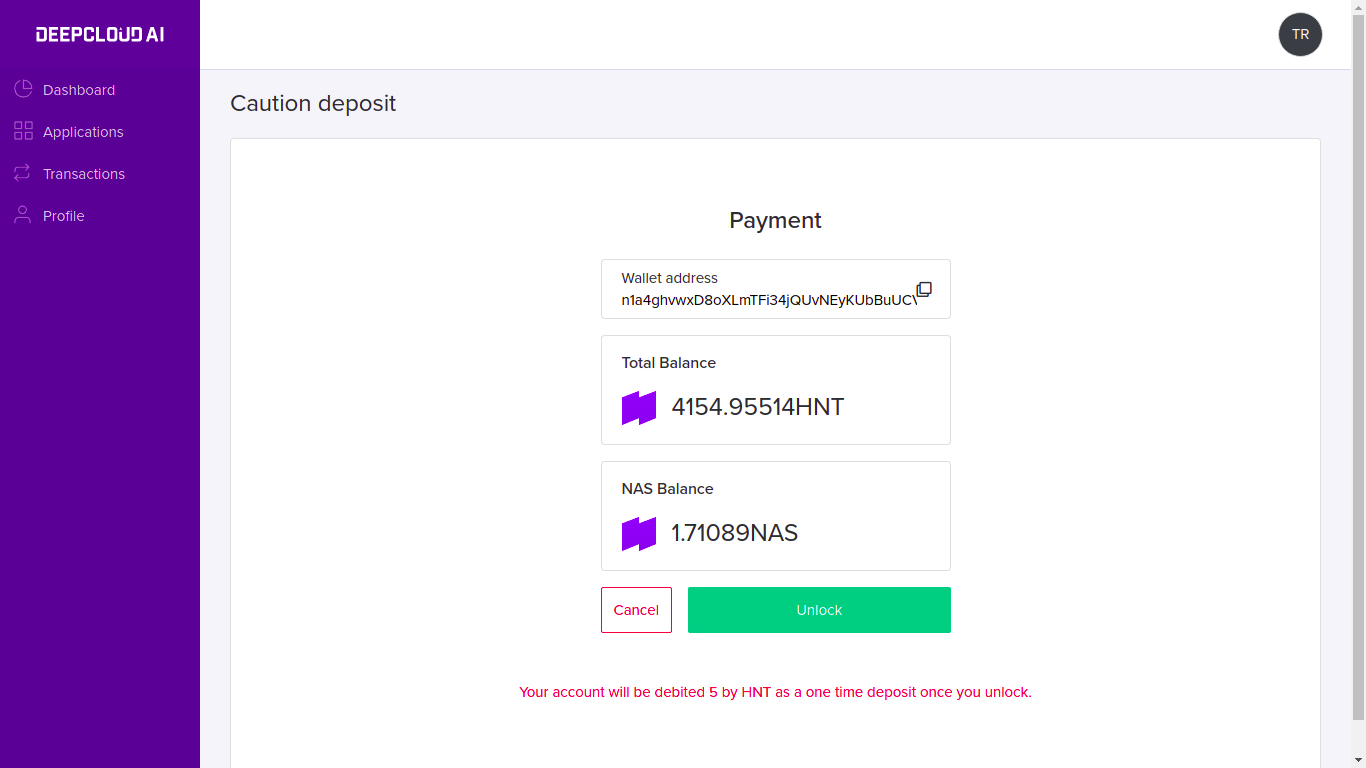 DEEPCLOUD AI
TR
Dashboard
Applications
Transactions
Profile
Caution deposit
Payment
Wallet address
n1a4ghvwxD8oXLmTFi34jQUvNEyKUbBuUCV
Total Balance
4154.95514HNT
NAS Balance
1.71089NAS
Cancel
Unlock
Your account will be debited 5 by HNT as a one time deposit once you unlock.